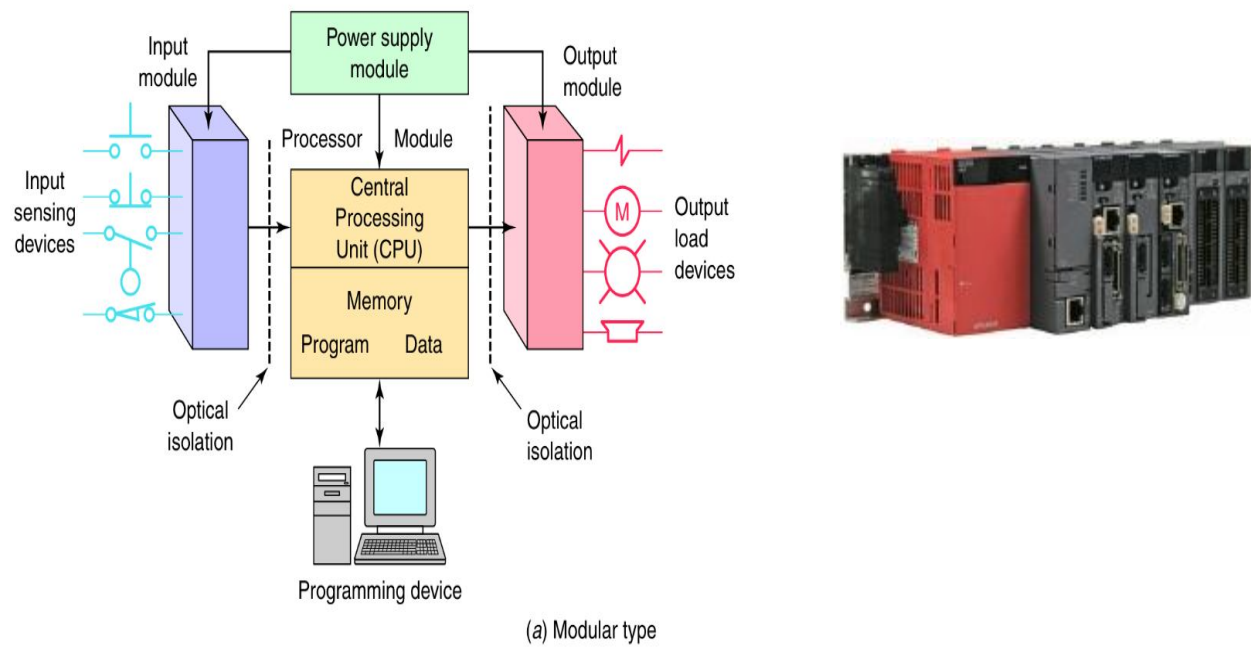 Power supply
module
Input
module
Output
module
Processor Module
Input
sensing
devices
Central
Processing
Unit (CPU)
M
Output
load
devices
Memory
Program Data
Optical
isolation
Optical
isolation
Programming device
(a) Modular type